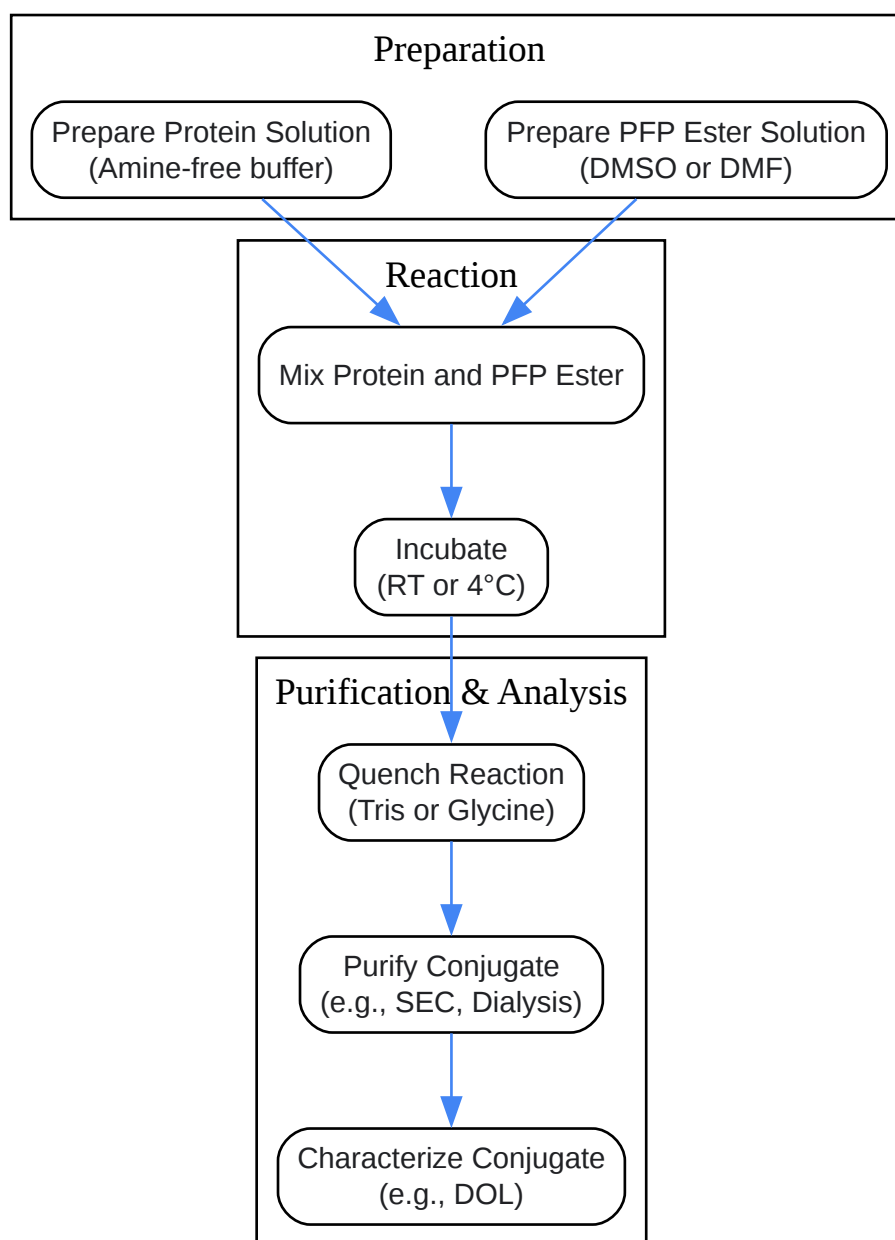 Preparation
Prepare Protein Solution
(Amine-free buffer)
Prepare PFP Ester Solution
(DMSO or DMF)
Reaction
Mix Protein and PFP Ester
Incubate
(RT or 4°C)
Purification & Analysis
Quench Reaction
(Tris or Glycine)
Purify Conjugate
(e.g., SEC, Dialysis)
Characterize Conjugate
(e.g., DOL)